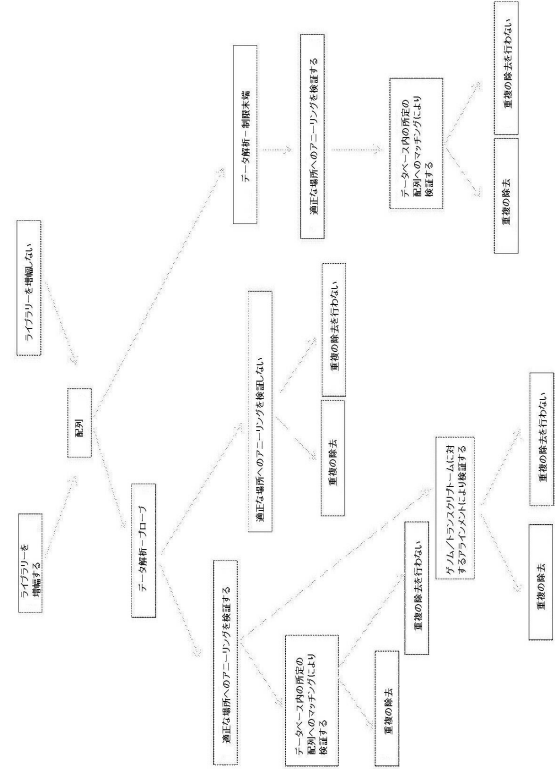 ライブラリーを
増幅する
ライブラリーを増幅しない
配列
データ解析－プローブ
データ解析－制限末端
適正な場所へのアニーリングを検証する
適正な場所へのアニーリングを検証しない
適正な場所へのアニーリングを検証する
データベース内の所定の
配列へのマッチングにより
検証する
重複の除去
重複の除去を行わない
データベース内の所定の
配列へのマッチングにより
検証する
重複の除去
重複の除去を行わない
ゲノム／トランスクリプトームに対
するアラインメントにより検証する
重複の除去
重複の除去を行わない
重複の除去
重複の除去を行わない